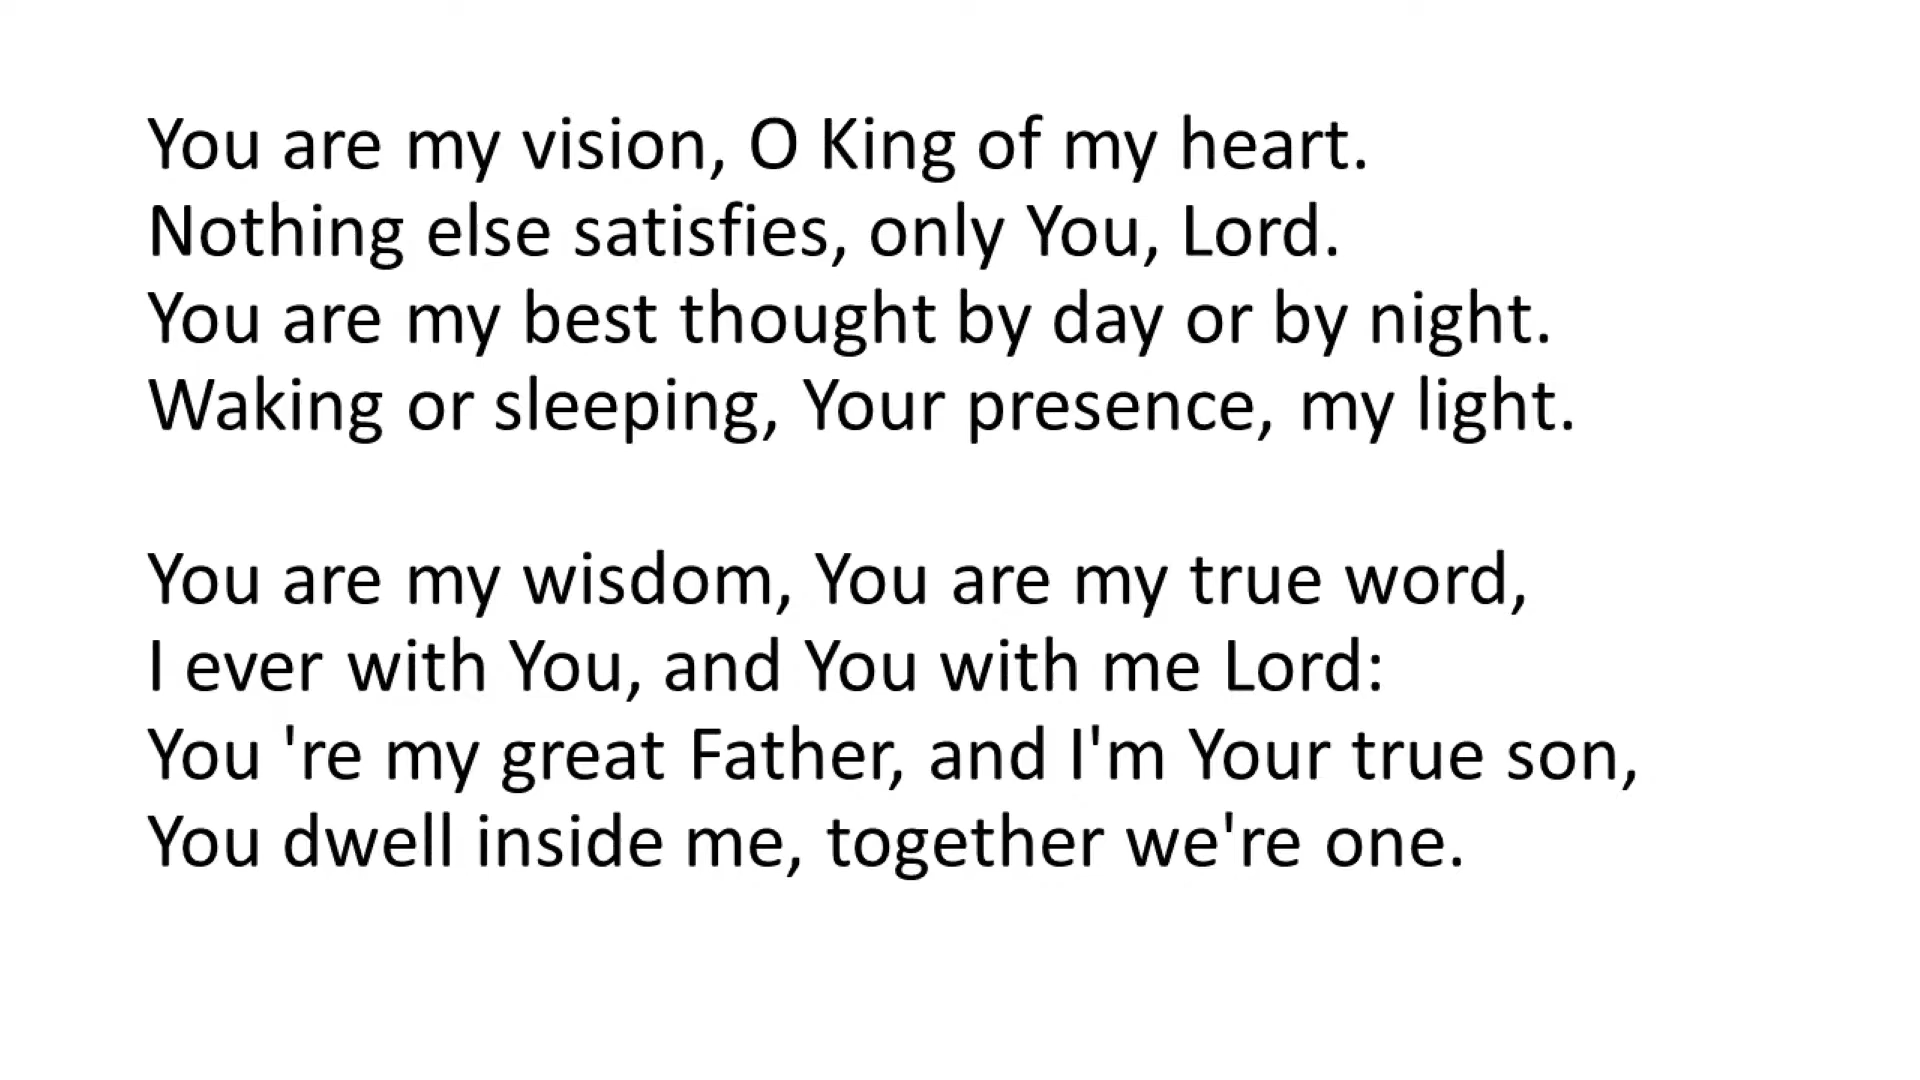 You are my vision, O King of my heart.
Nothing else satisfies, only You, Lord.
You are my best thought by day or by night.
Waking or sleeping, Your presence, my light.

You are my wisdom, You are my true word,
I ever with You, and You with me Lord:
You 're my great Father, and I'm Your true son,
You dwell inside me, together we're one.